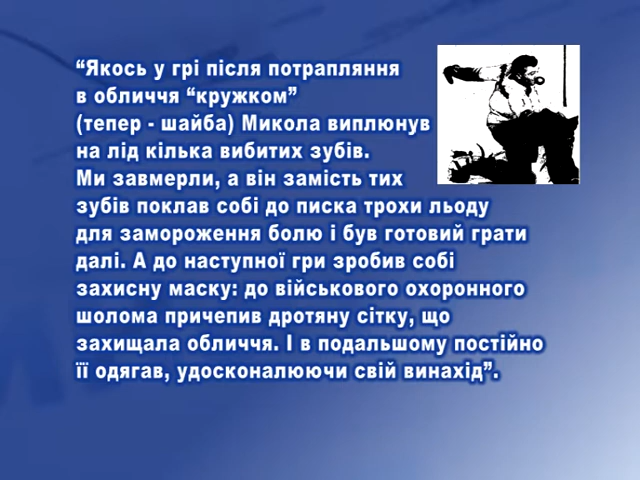 “Якось у грі після потрапляння
в обличчя “кружком”
(тепер - шайба) Микола виплюнув
на лід кілька вибитих зубів.
Ми завмерли, а він замість тих
зубів поклав собі до писка трохи льоду
для замороження болю і був готовий грати
далі. А до наступної гри зробив собі
захисну маску: до військового охоронного
шолома причепив дротяну сітку, що
захищала обличчя. І в подальшому постійно
її одягав, удосконалюючи свій винахід”.